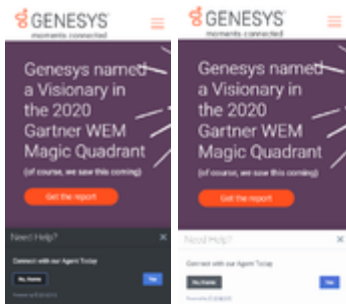 GENESYS
moments connected
Genesys named
a Visionary in
the 2020
Gartner WEM
Magic Quadrant
(of course, we saw this coming)
Get the report
Need Help?
Connect with our Agent Today
No, thanks
Yes
GENESYS
moments connected
Genesys named
a Visionary in
the 2020
Gartner WEM
Magic Quadrant
(of course, we saw this coming)
Get the report
Need Help?
Connect with our Agent Today
No, thanks
Yes